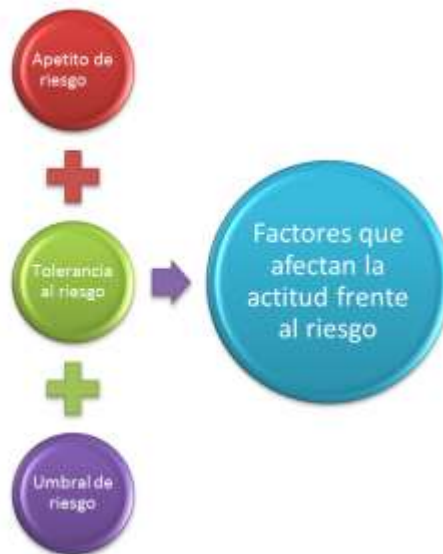 Apetito de
riesgo
Tolerancia
al riesgo
Umbral de
riesgo
Factores que
afectan la
actitud frente
al riesgo